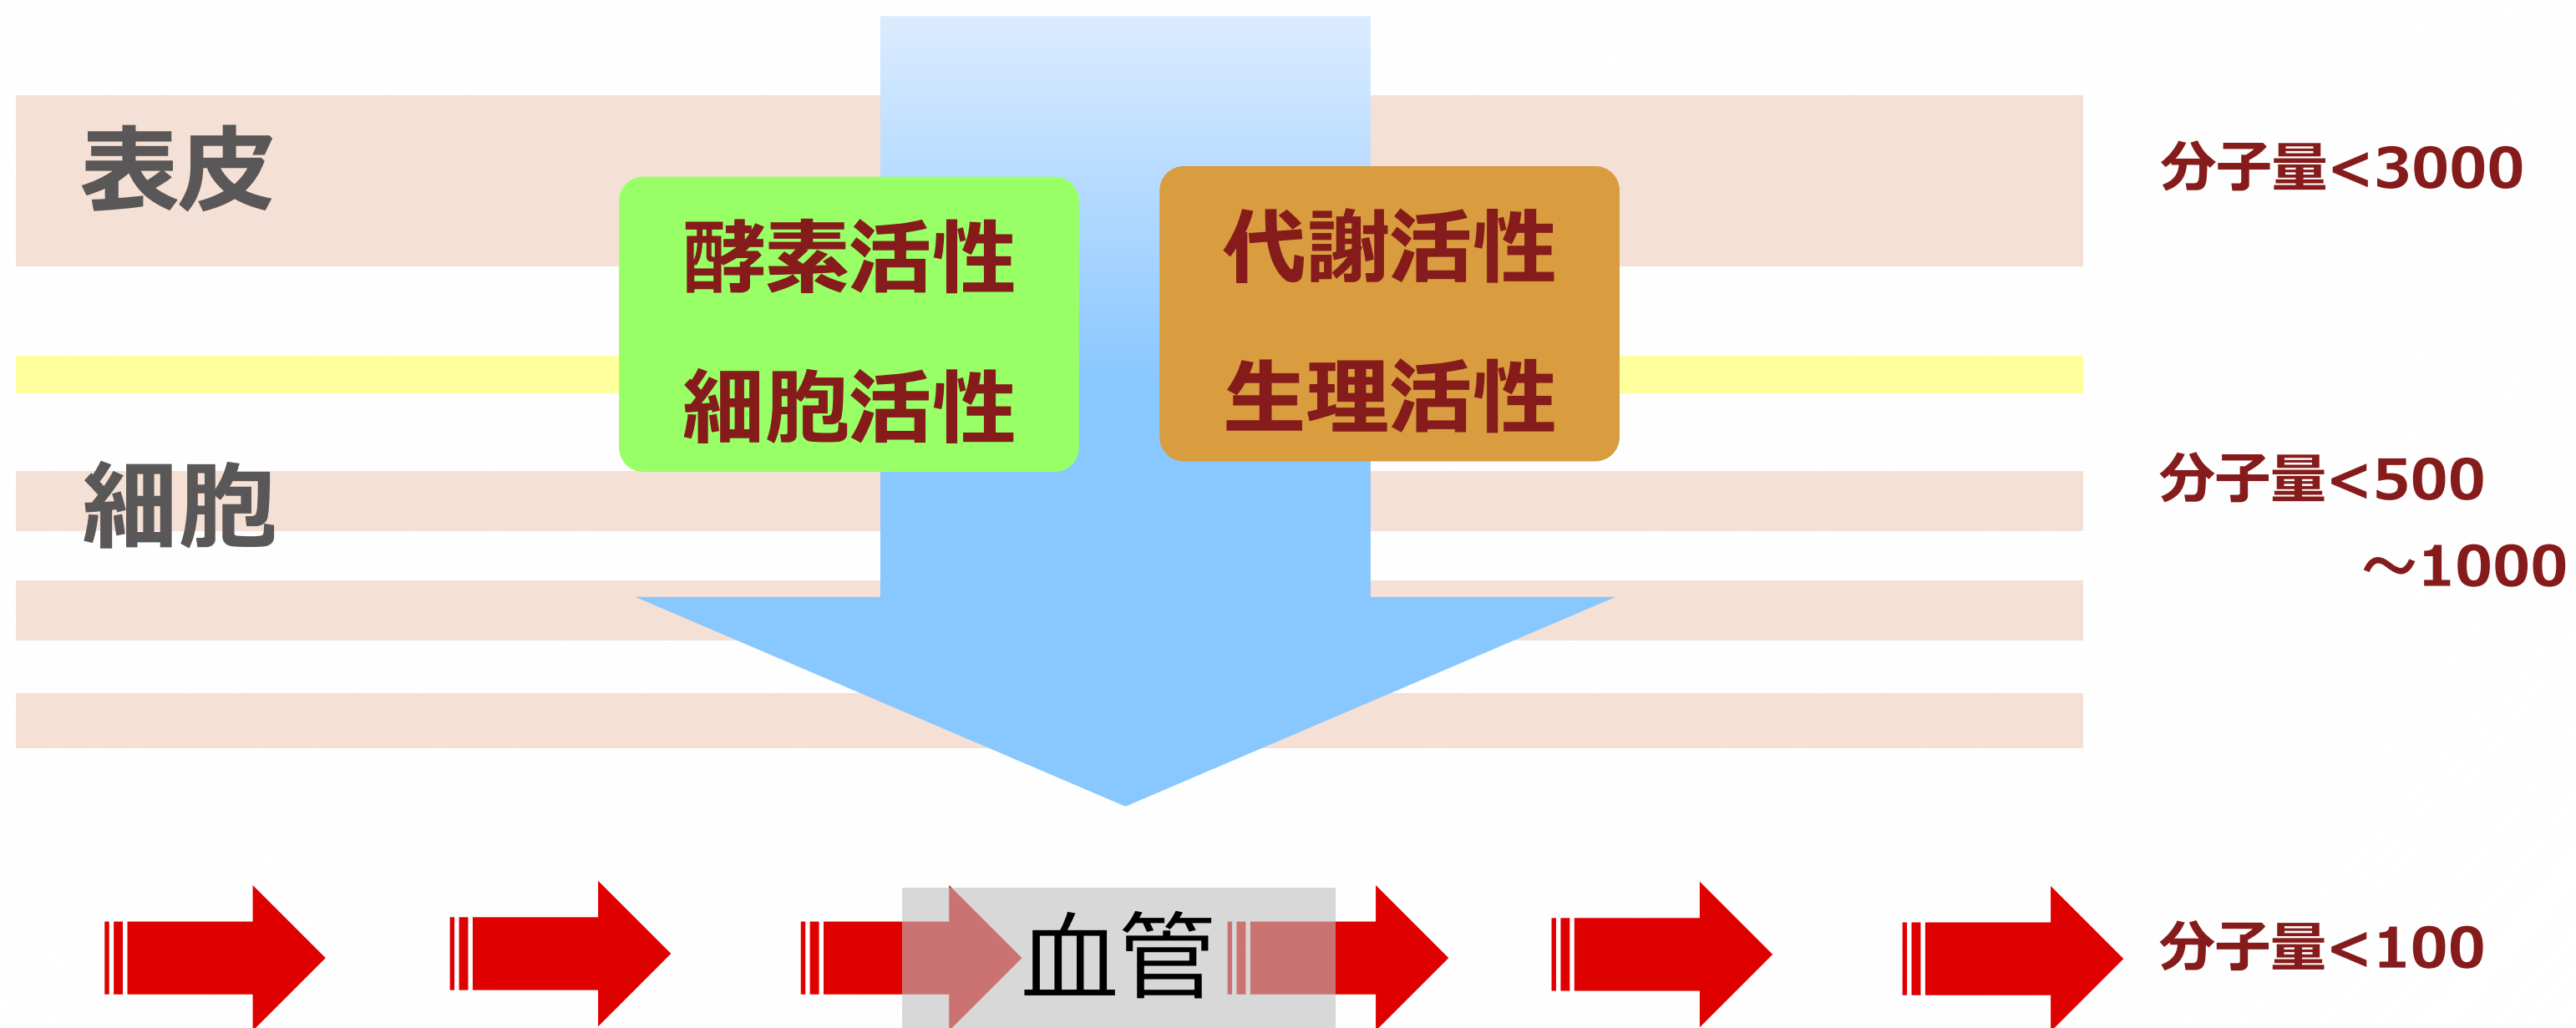 表皮
分子量<3000
酵素活性
細胞活性
代謝活性
生理活性
細胞
分子量<500
～1000
血管
分子量<100